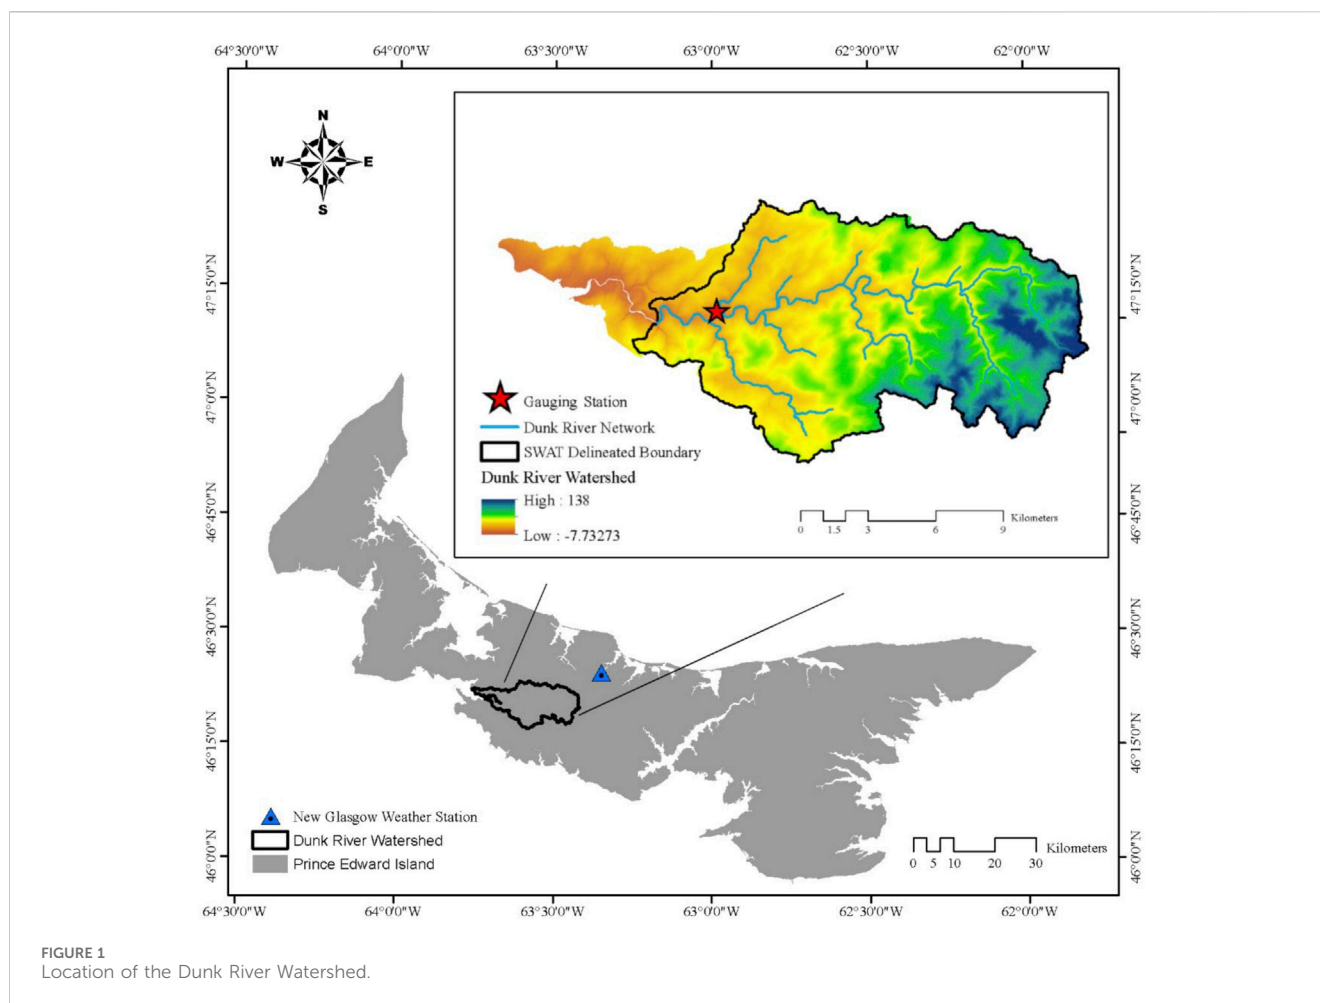 64°30'0"W 64°0'0"W 63°30'0"W 63°0'0"W 62°30'0"W 62°0'0"W
N
W E
S
47°15'0"N
47°0'0"N
46°45'0"N
46°30'0"N
46°15'0"N
46°0'0"N
Gauging Station
Dunk River Network
SWAT Delineated Boundary
Dunk River Watershed
High : 138
Low : -7.73273
Kilometers
0 1.5 3 6 9
47°15'0"N
47°0'0"N
46°45'0"N
46°30'0"N
46°15'0"N
46°0'0"N
New Glasgow Weather Station
Dunk River Watershed
Prince Edward Island
Kilometers
0 5 10 20 30
64°30'0"W 64°0'0"W 63°30'0"W 63°0'0"W 62°30'0"W 62°0'0"W
FIGURE 1
Location of the Dunk River Watershed.